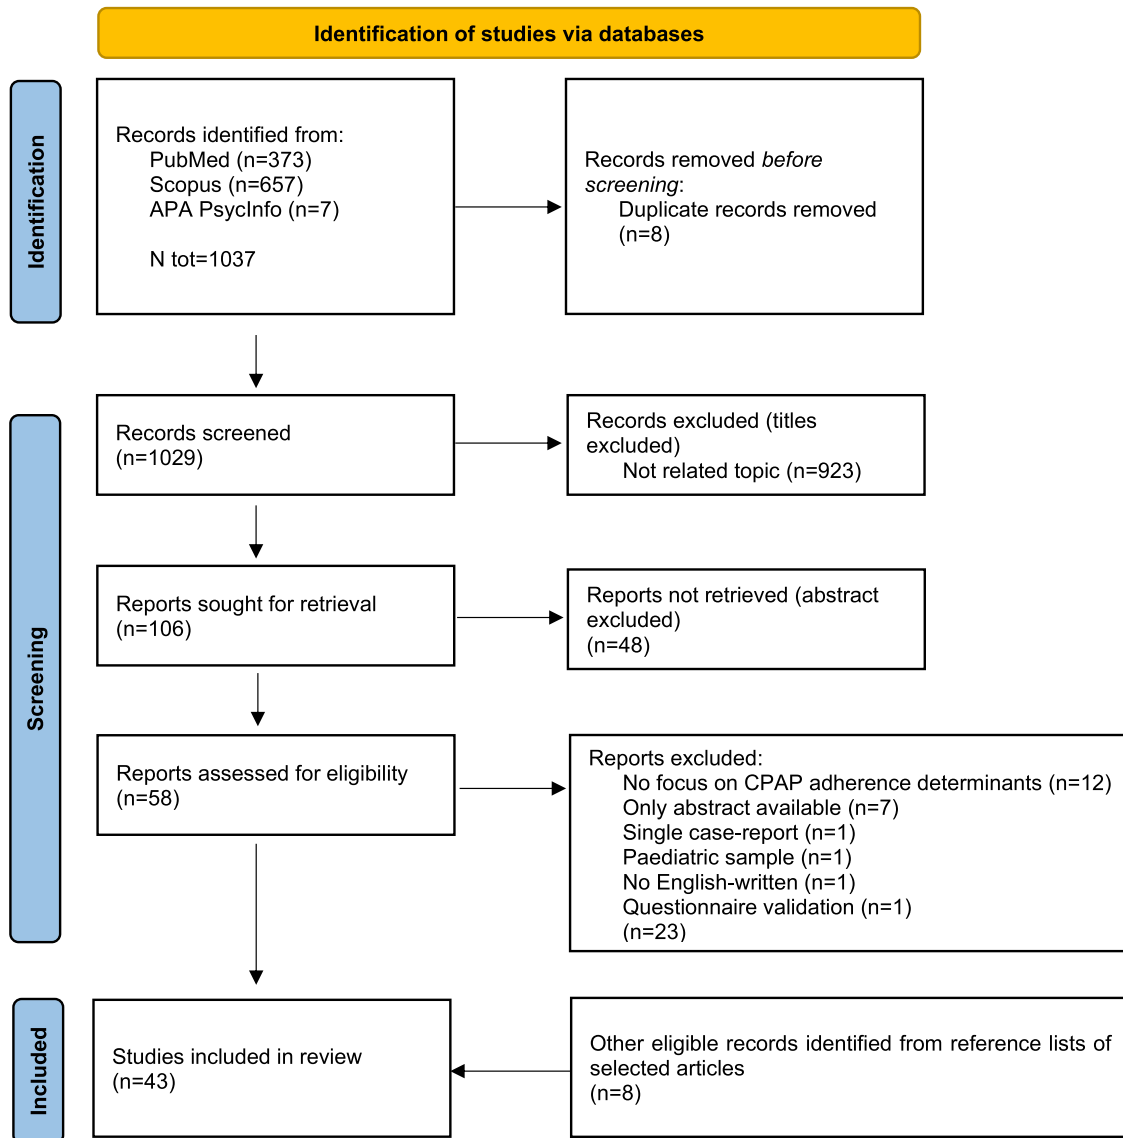 Identification of studies via databases
Identification
Records identified from:
PubMed (n=373)
Scopus (n=657)
APA PsycInfo (n=7)
N tot=1037
Records removed before
screening:
Duplicate records removed
(n=8)
Screening
Records screened
(n=1029)
Records excluded (titles
excluded)
Not related topic (n=923)
Reports sought for retrieval
(n=106)
Reports not retrieved (abstract
excluded)
(n=48)
Reports assessed for eligibility
(n=58)
Reports excluded:
No focus on CPAP adherence determinants (n=12)
Only abstract available (n=7)
Single case-report (n=1)
Paediatric sample (n=1)
No English-written (n=1)
Questionnaire validation (n=1)
(n=23)
Included
Studies included in review
(n=43)
Other eligible records identified from reference lists of
selected articles
(n=8)